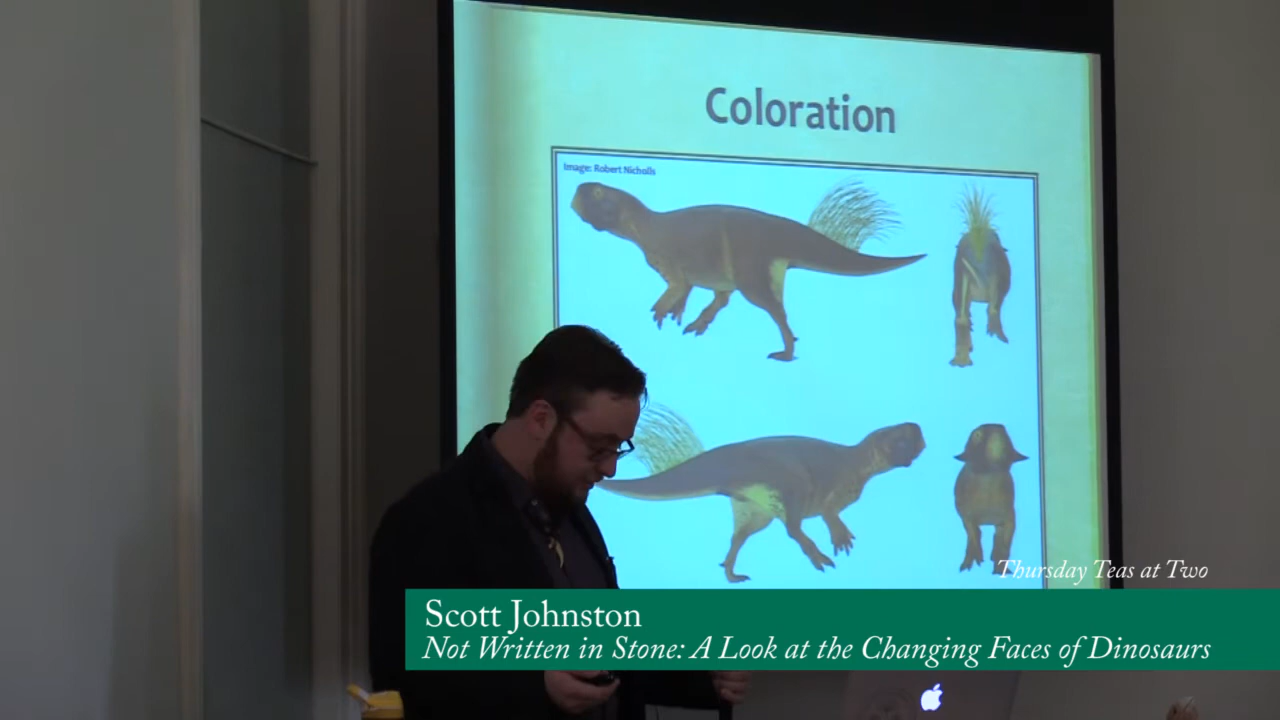 Coloration
Image: Robert Nicholls
Thursday Teas at Two
Scott Johnston
Not Written in Stone: A Look at the Changing Faces of Dinosaurs